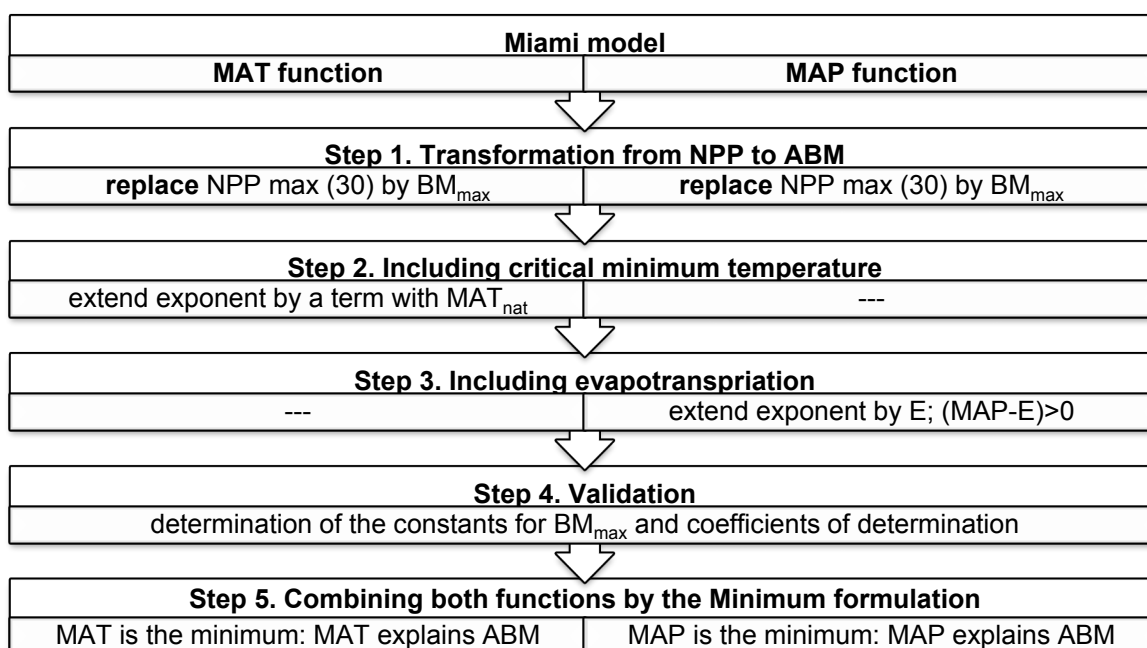 Miami model
MAT function MAP function
Step 1. Transformation from NPP to ABM
replace NPP max (30) by BMmax replace NPP max (30) by BMmax
Step 2. Including critical minimum temperature
extend exponent by a term with MATnat ---
Step 3. Including evapotranspriation
--- extend exponent by E; (MAP-E)>0
Step 4. Validation
determination of the constants for BMmax and coefficients of determination
Step 5. Combining both functions by the Minimum formulation
MAT is the minimum: MAT explains ABM MAP is the minimum: MAP explains ABM